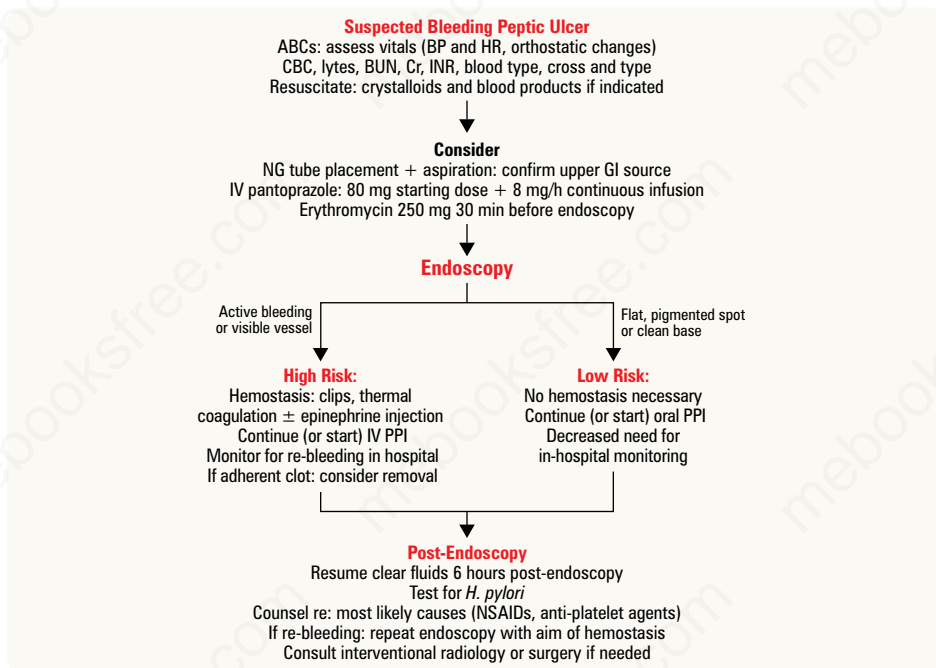 Suspected Bleeding Peptic Ulcer
ABCs: assess vitals (BP and HR, orthostatic changes)
CBC, lytes, BUN, Cr, INR, blood type, cross and type
Resuscitate: crystalloids and blood products if indicated
Consider
NG tube placement + aspiration: confirm upper GI source
IV pantoprazole: 80 mg starting dose + 8 mg/h continuous infusion
Erythromycin 250 mg 30 min before endoscopy
Endoscopy
Active bleeding
or visible vessel
Flat, pigmented spot
or clean base
High Risk:
Hemostasis: clips, thermal
coagulation ± epinephrine injection
Continue (or start) IV PPI
Monitor for re-bleeding in hospital
If adherent clot: consider removal
Low Risk:
No hemostasis necessary
Continue (or start) oral PPI
Decreased need for
in-hospital monitoring
Post-Endoscopy
Resume clear fluids 6 hours post-endoscopy
Test for H. pylori
Counsel re: most likely causes (NSAIDs, anti-platelet agents)
If re-bleeding: repeat endoscopy with aim of hemostasis
Consult interventional radiology or surgery if needed
mebooksfree.com